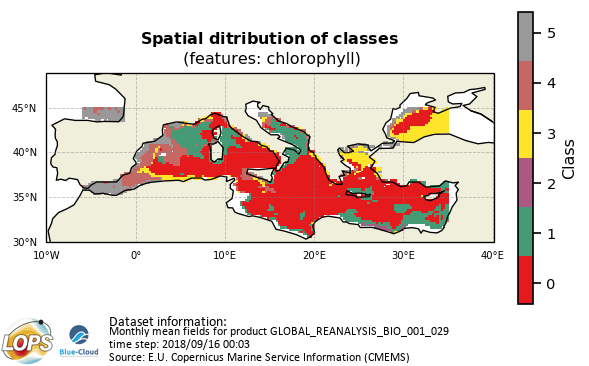 Spatial ditribution of classes
(features: chlorophyll)
45°N
40°N
35°N
30°N
10°W
0°
10°E
20°E
30°E
40°E
5
4
3
2
1
0
Class
Dataset information:
Monthly mean fields for product GLOBAL_REANALYSIS_BIO_001_029
time step: 2018/09/16 00:03
Source: E.U. Copernicus Marine Service Information (CMEMS)
LOPS
Blue-Cloud